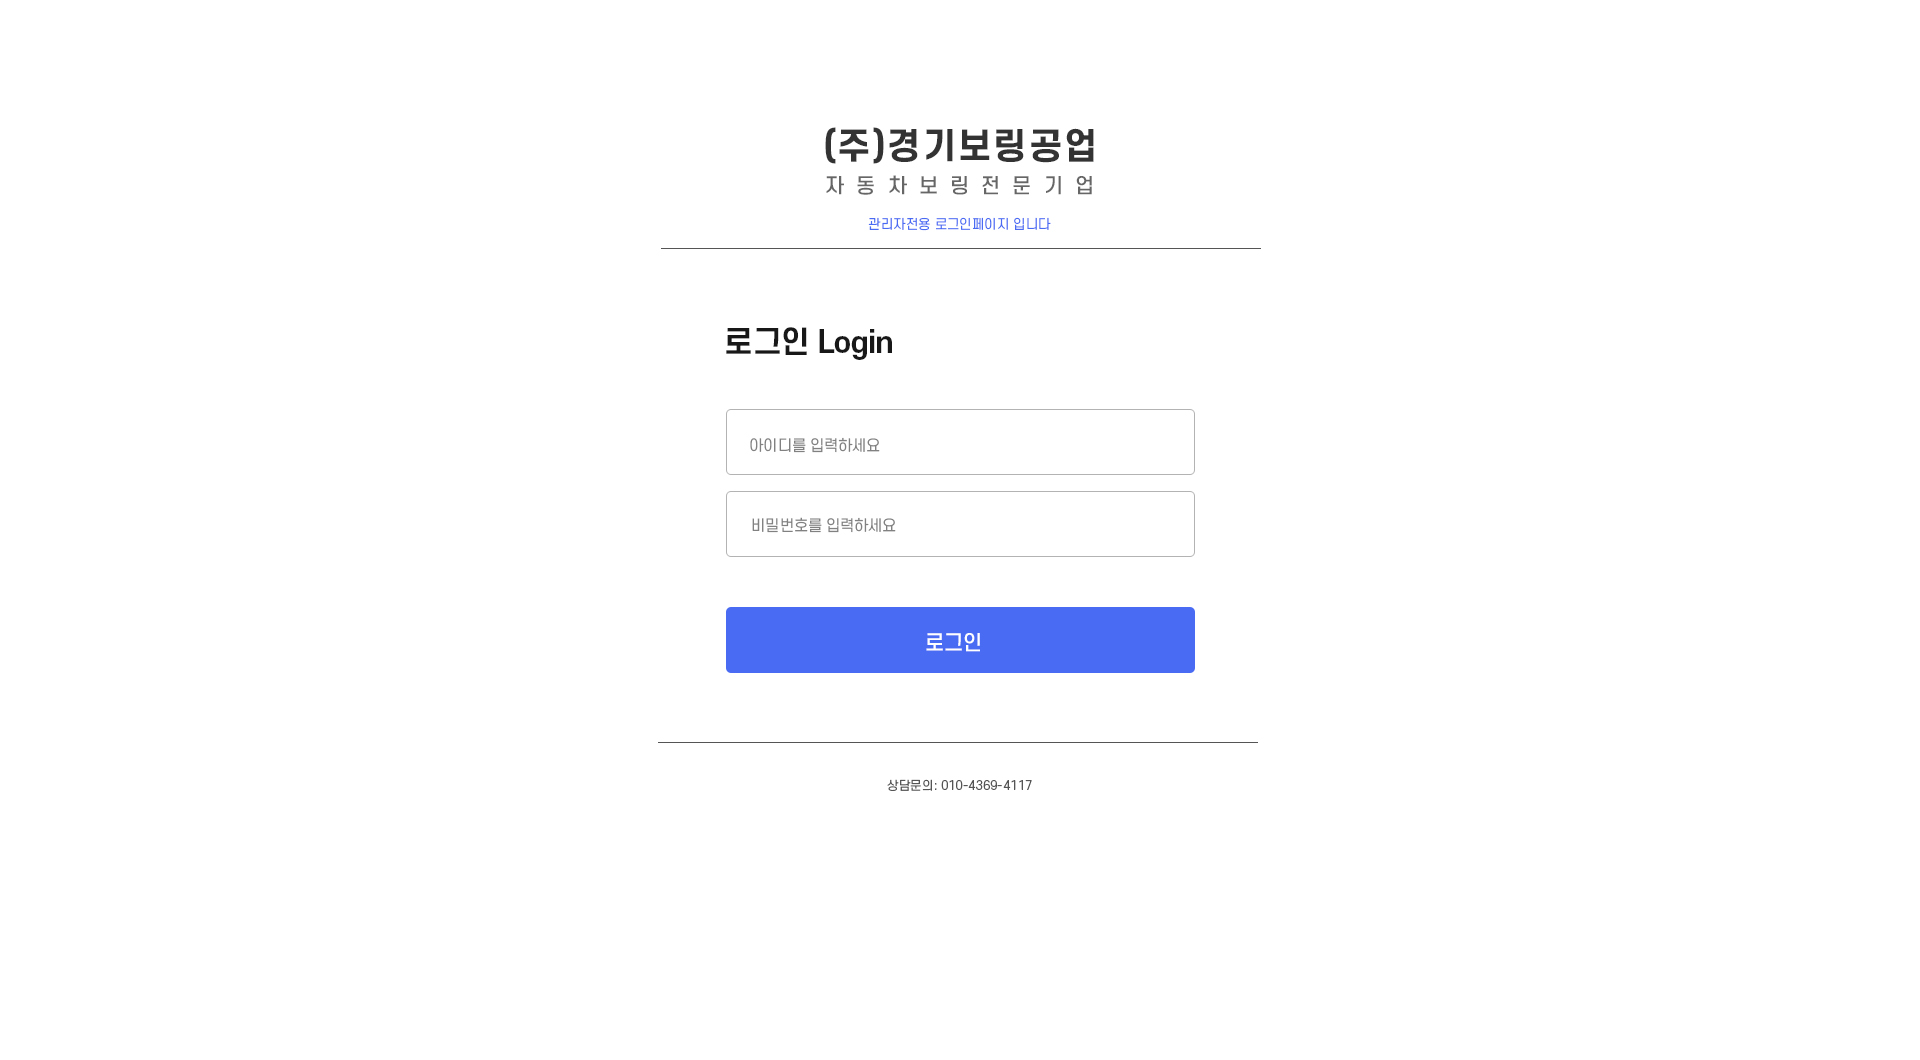 (주)경기보링공업
자동차보링전문기업
관리자전용 로그인페이지 입니다
로그인 Login
아이디를 입력하세요
비밀번호를 입력하세요
로그인
상담문의: 010-4369-4117